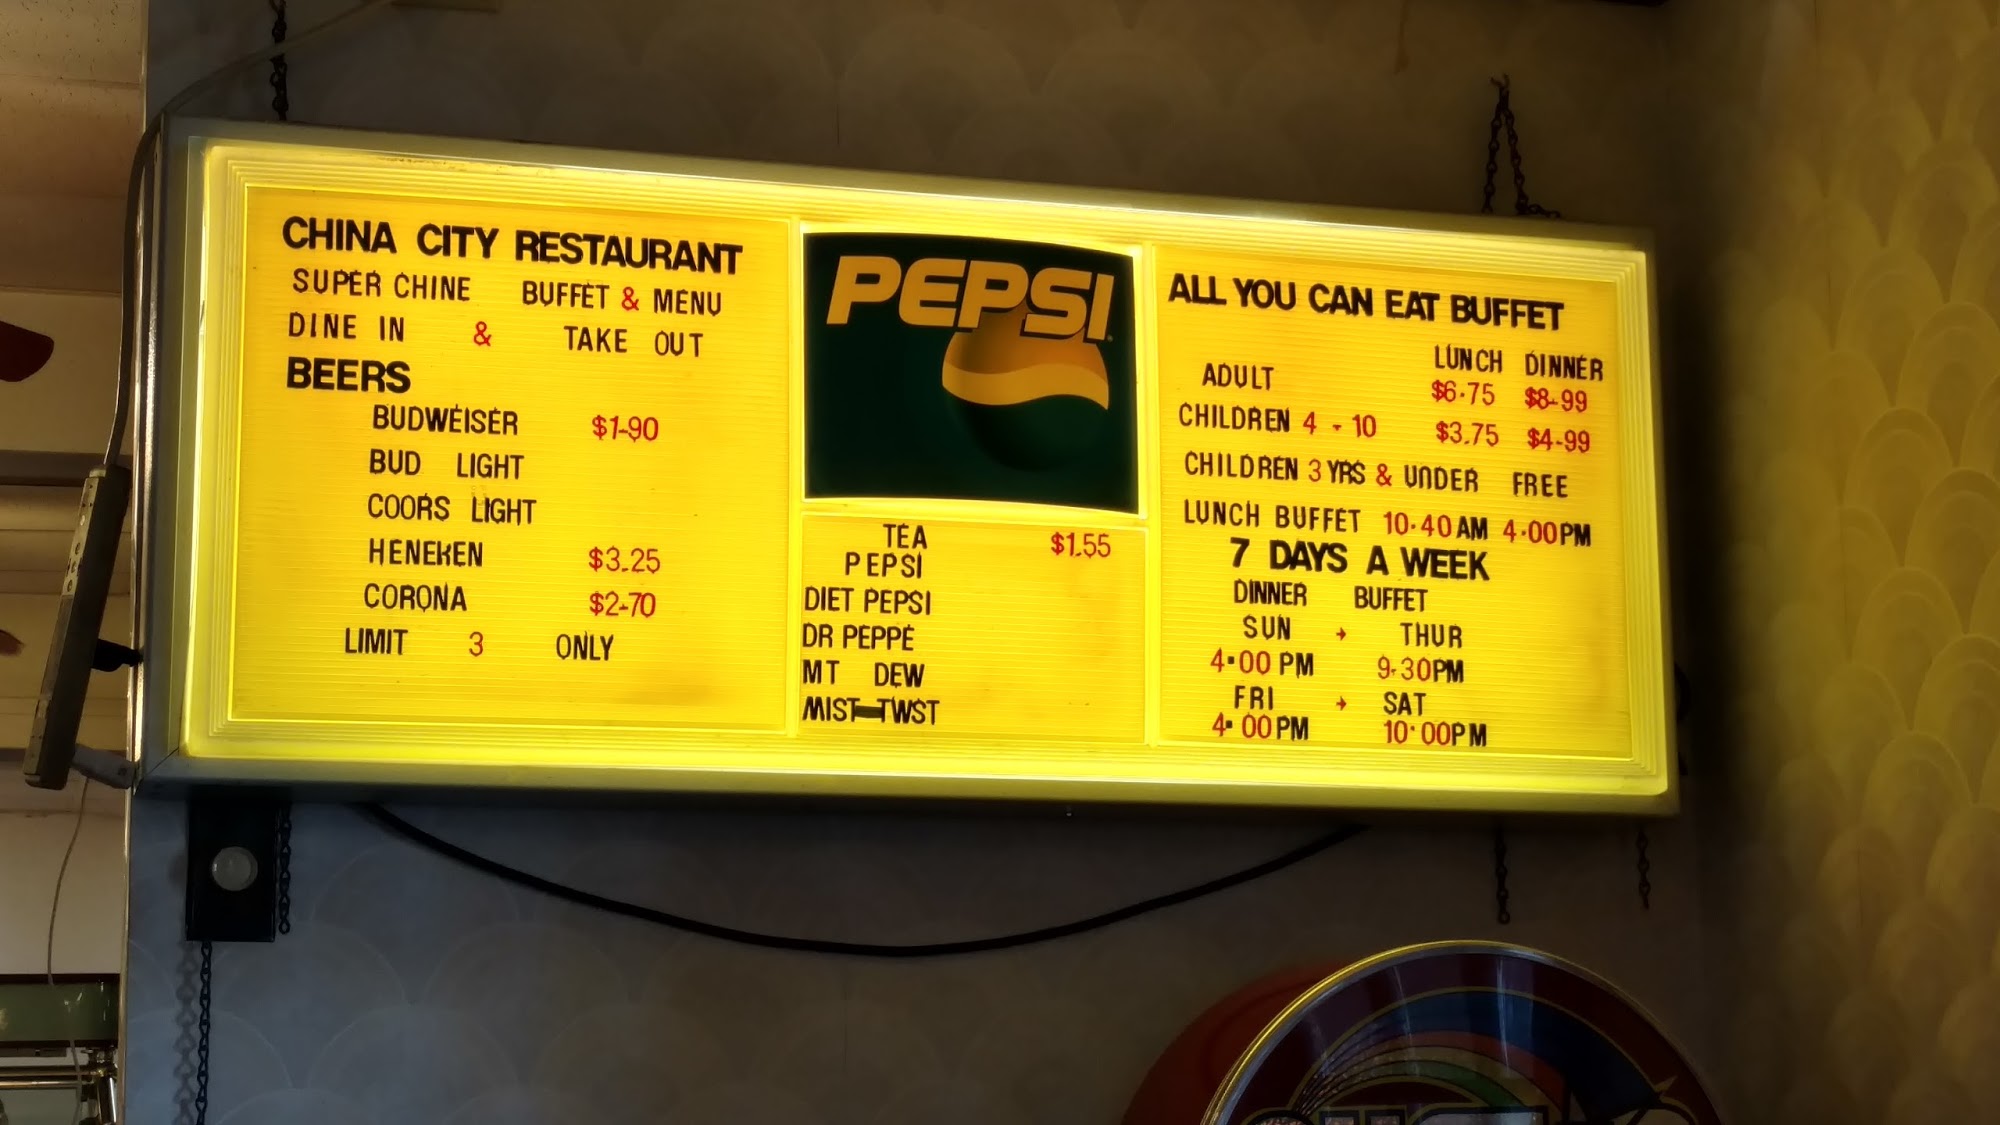 CHINA CITY RESTAURANT
SUPER CHINE BUFFET & MENU
DINE IN & TAKE OUT
BEERS
BUDWEISER $1-90
BUD LIGHT
COORS LIGHT
HENEKEN $3.25
CORONA $2-70
LIMIT 3 ONLY
PEPSI
TEA $1.55
PEPSI
DIET PEPSI
DR PEPPE
MT DEW
MIST TWST
ALL YOU CAN EAT BUFFET
LUNCH DINNER
ADULT $6.75 $8-99
CHILDREN 4 - 10 $3.75 $4-99
CHILDREN 3 YRS & UNDER FREE
LUNCH BUFFET 10.40 AM 4.00PM
7 DAYS A WEEK
DINNER BUFFET
SUN → THUR
4.00 PM 9.30PM
FRI → SAT
4.00PM 10.00PM